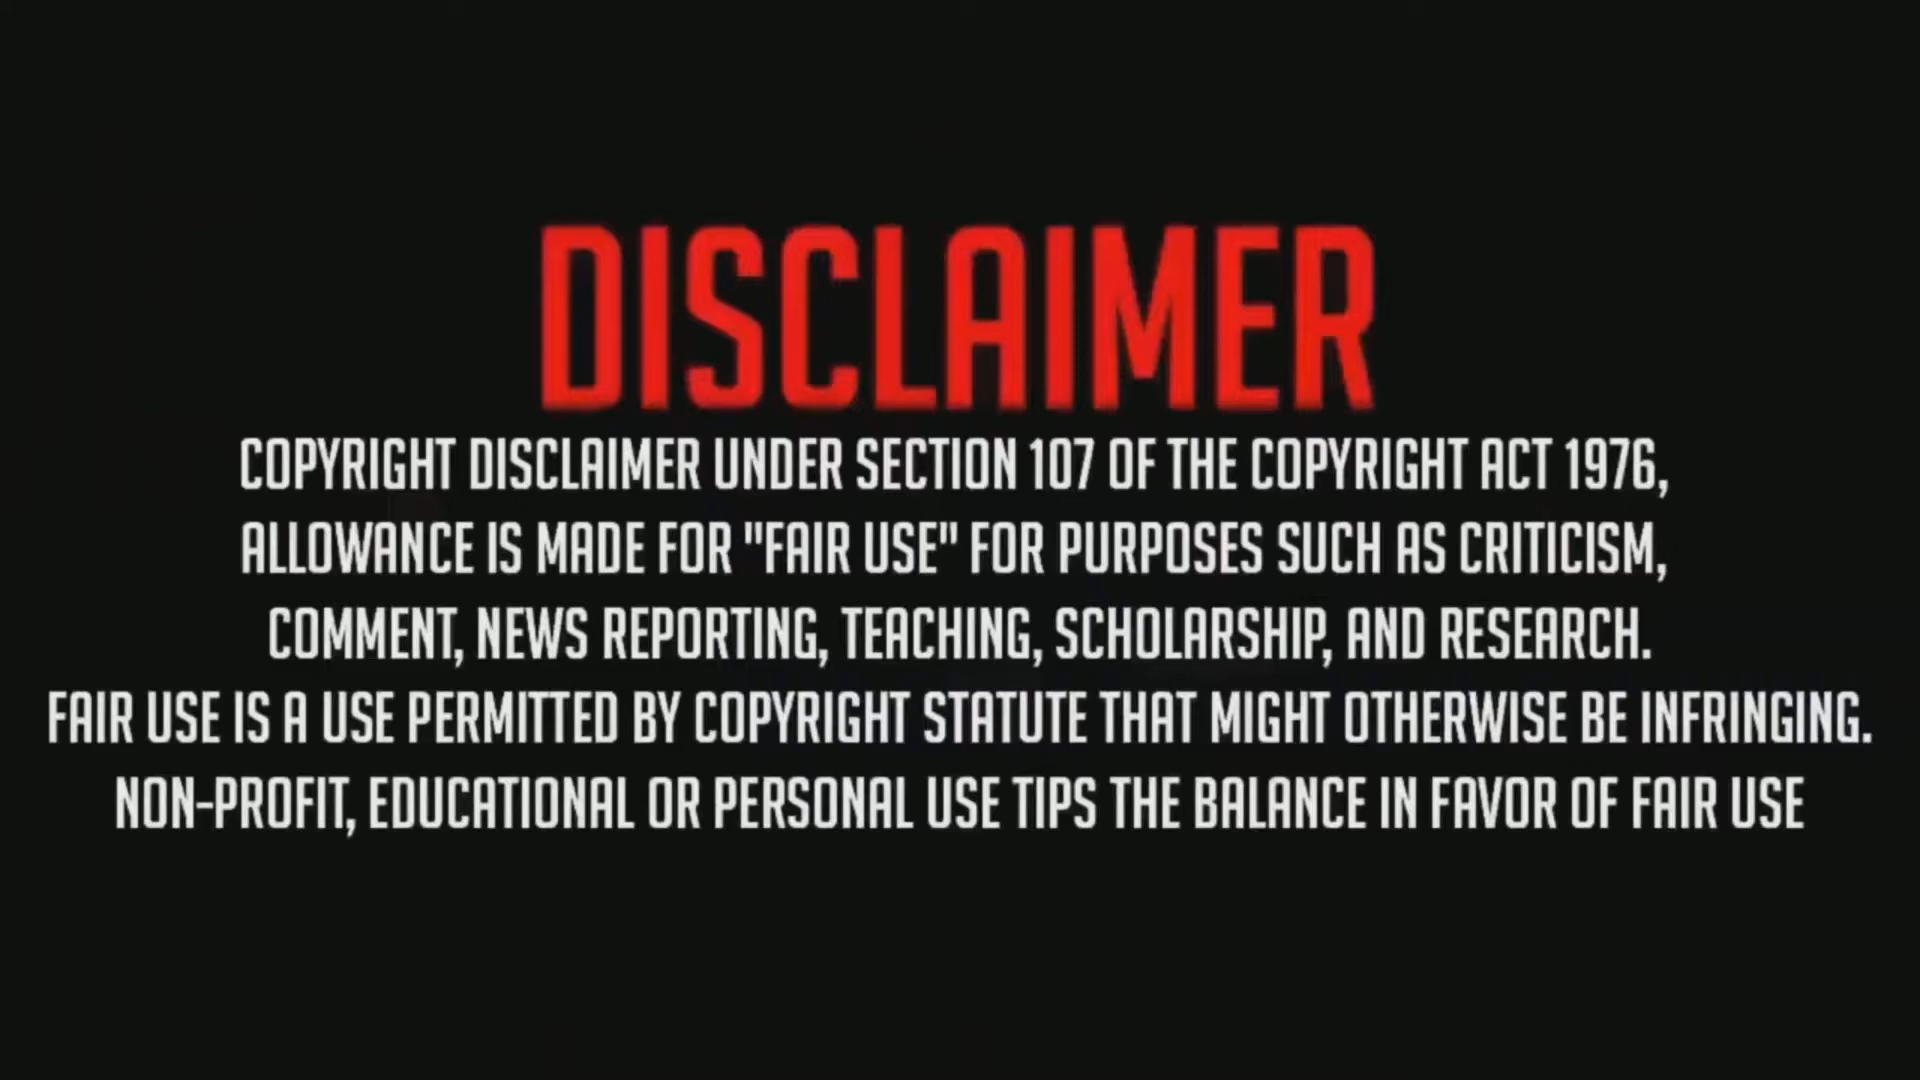 DISCLAIMER
COPYRIGHT DISCLAIMER UNDER SECTION 107 OF THE COPYRIGHT ACT 1976,
ALLOWANCE IS MADE FOR "FAIR USE" FOR PURPOSES SUCH AS CRITICISM,
COMMENT, NEWS REPORTING, TEACHING, SCHOLARSHIP, AND RESEARCH.
FAIR USE IS A USE PERMITTED BY COPYRIGHT STATUTE THAT MIGHT OTHERWISE BE INFRINGING.
NON-PROFIT, EDUCATIONAL OR PERSONAL USE TIPS THE BALANCE IN FAVOR OF FAIR USE